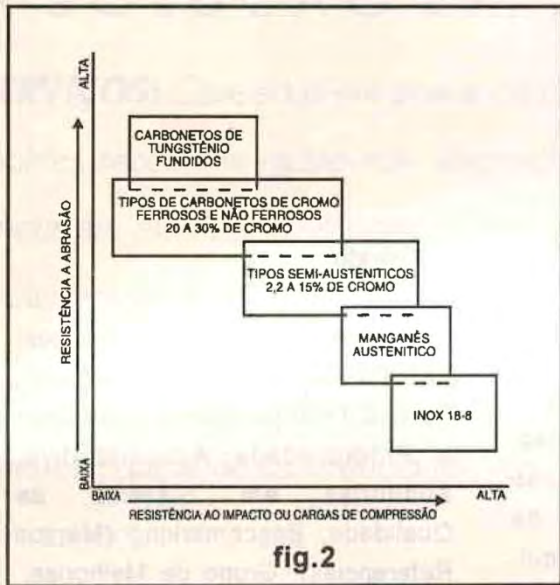 ALTA
RESISTÊNCIA A ABRASÃO
BAIXA
CARBONETOS DE
TUNGSTÊNIO
FUNDIDOS
TIPOS DE CARBONETOS DE CROMO
FERROSOS E NÃO FERROSOS
20 A 30% DE CROMO
TIPOS SEMI-AUSTENÍTICOS
2,2 A 15% DE CROMO
MANGANÊS
AUSTENITICO
INOX 18-8
BAIXA
ALTA
RESISTÊNCIA AO IMPACTO OU CARGAS DE COMPRESSÃO
fig.2